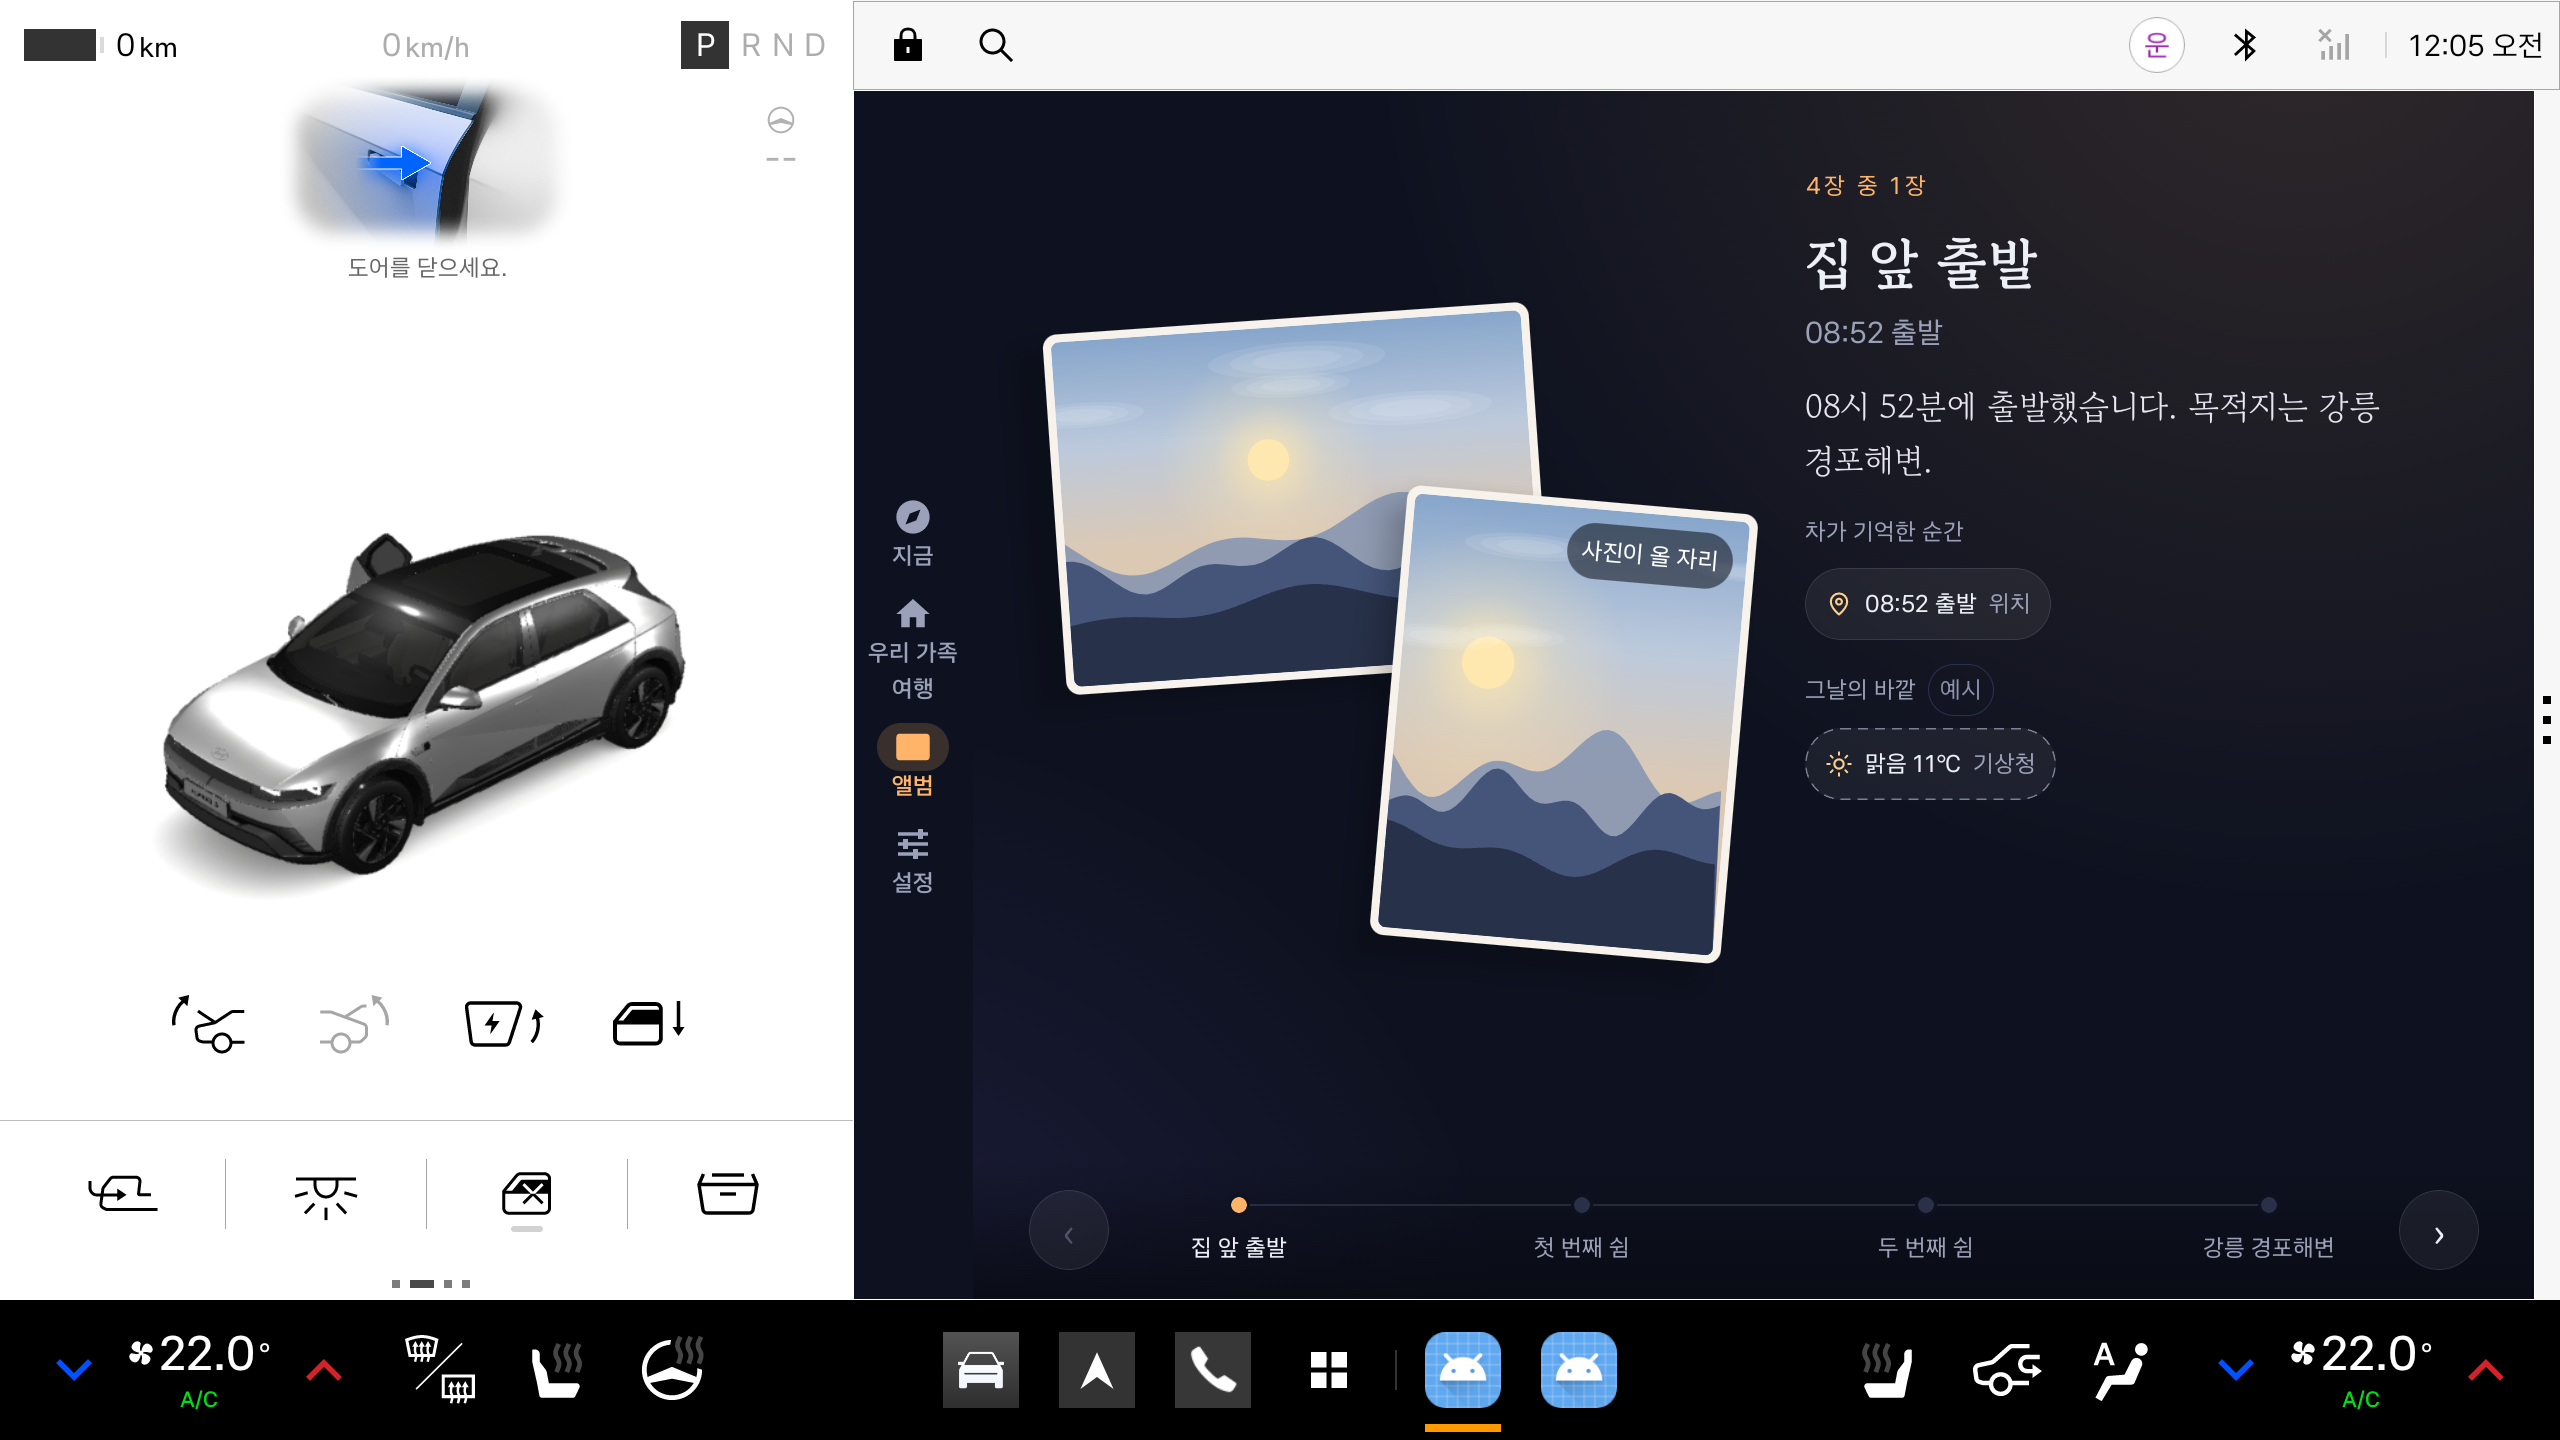 0 km
0 km/h
P R N D
도어를 닫으세요.
운
12:05 오전
지금
우리 가족
여행
앨범
설정
사진이 올 자리
4장 중 1장
집 앞 출발
08:52 출발
08시 52분에 출발했습니다. 목적지는 강릉
경포해변.
차가 기억한 순간
08:52 출발 위치
그날의 바깥 예시
맑음 11°C 기상청
집 앞 출발
첫 번째 쉼
두 번째 쉼
강릉 경포해변
22.0°
A/C
A
22.0°
A/C